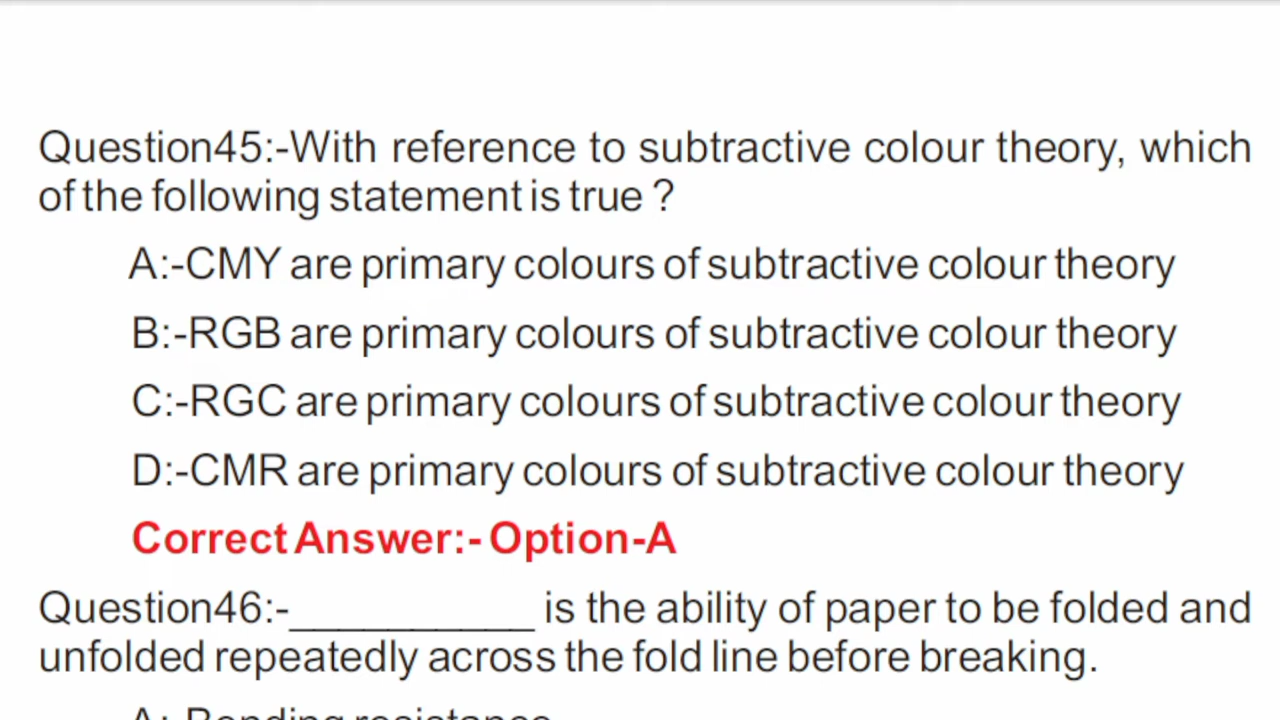 Question45:-With reference to subtractive colour theory, which
of the following statement is true ?
A:-CMY are primary colours of subtractive colour theory
B:-RGB are primary colours of subtractive colour theory
C:-RGC are primary colours of subtractive colour theory
D:-CMR are primary colours of subtractive colour theory
Correct Answer:- Option-A
Question46:-__________ is the ability of paper to be folded and
unfolded repeatedly across the fold line before breaking.
A:-Bending resistance